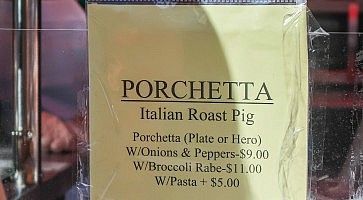 PORCHETTA
Italian Roast Pig
Porchetta (Plate or Hero)
W/Onions & Peppers-$9.00
W/Broccoli Rabe-$11.00
W/Pasta + $5.00